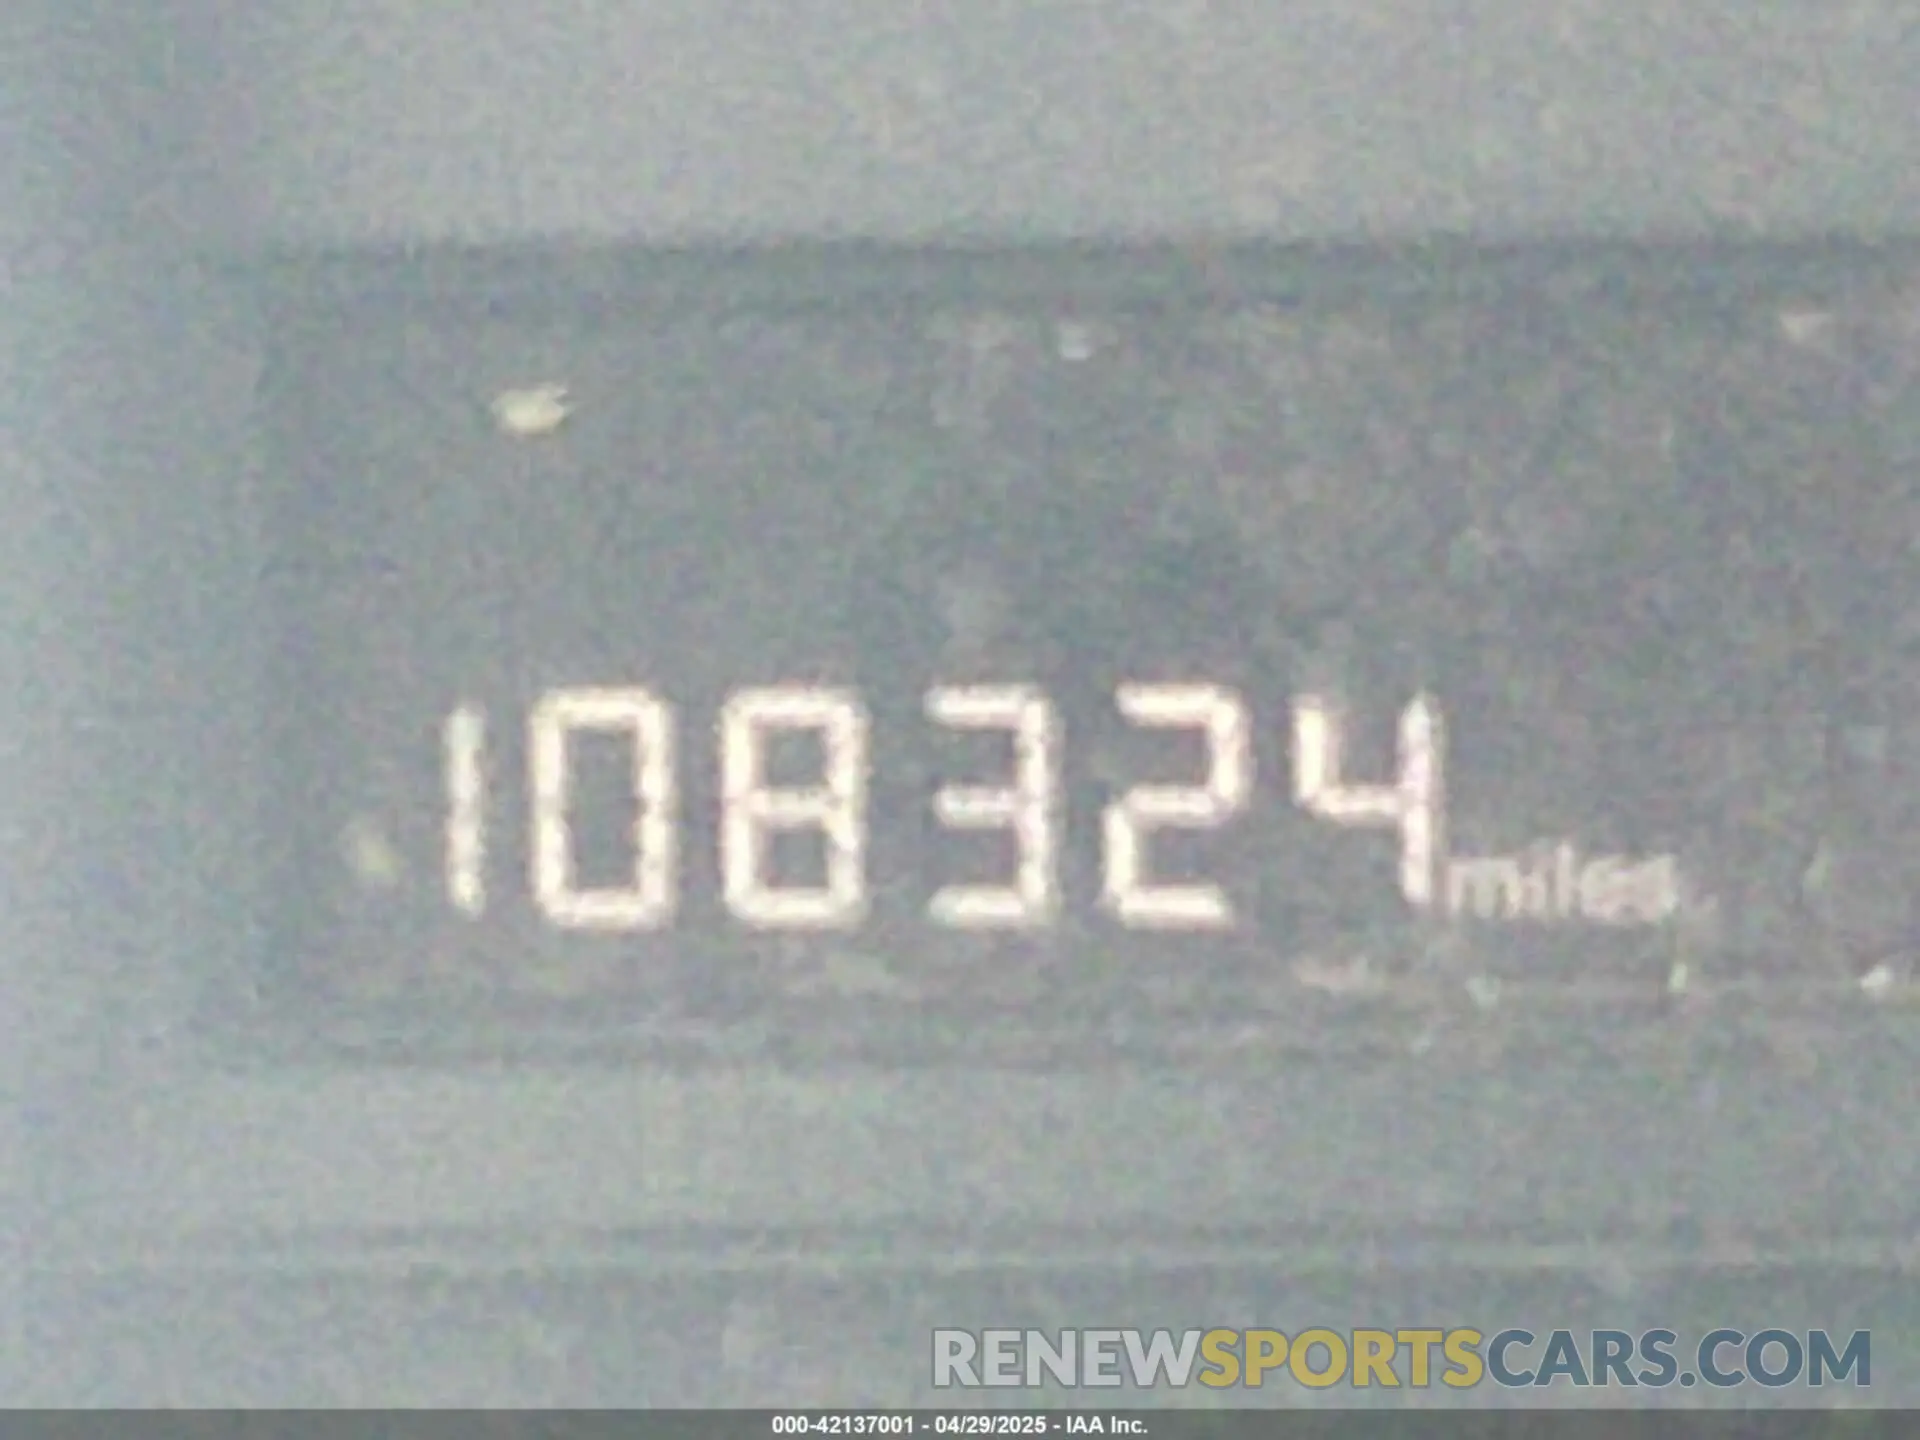 108324 miles
RENEWSPORTSCARS.COM
000-42137001 - 04/29/2025 - IAA Inc.